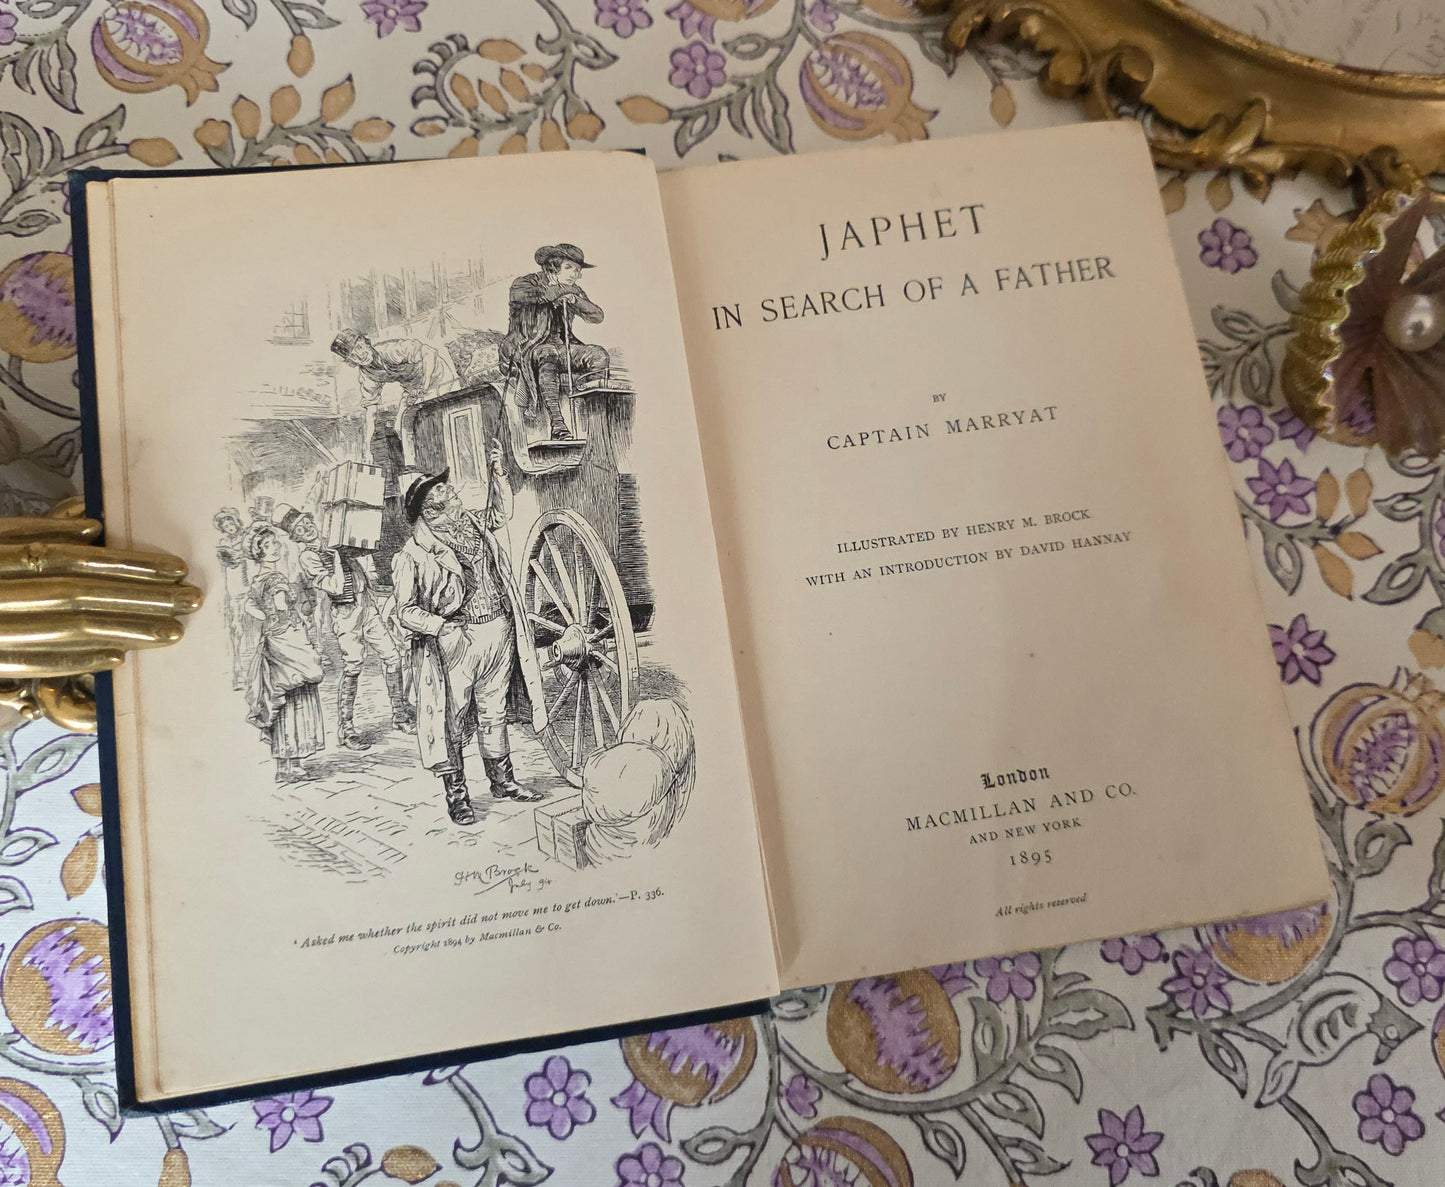 H M Brock
July 94.
'Asked me whether the spirit did not move me to get down.'—P. 336.
Copyright 1894 by Macmillan & Co.
JAPHET
IN SEARCH OF A FATHER
BY
CAPTAIN MARRYAT
ILLUSTRATED BY HENRY M. BROCK
WITH AN INTRODUCTION BY DAVID HANNAY
London
MACMILLAN AND CO.
AND NEW YORK
1895
All rights reserved